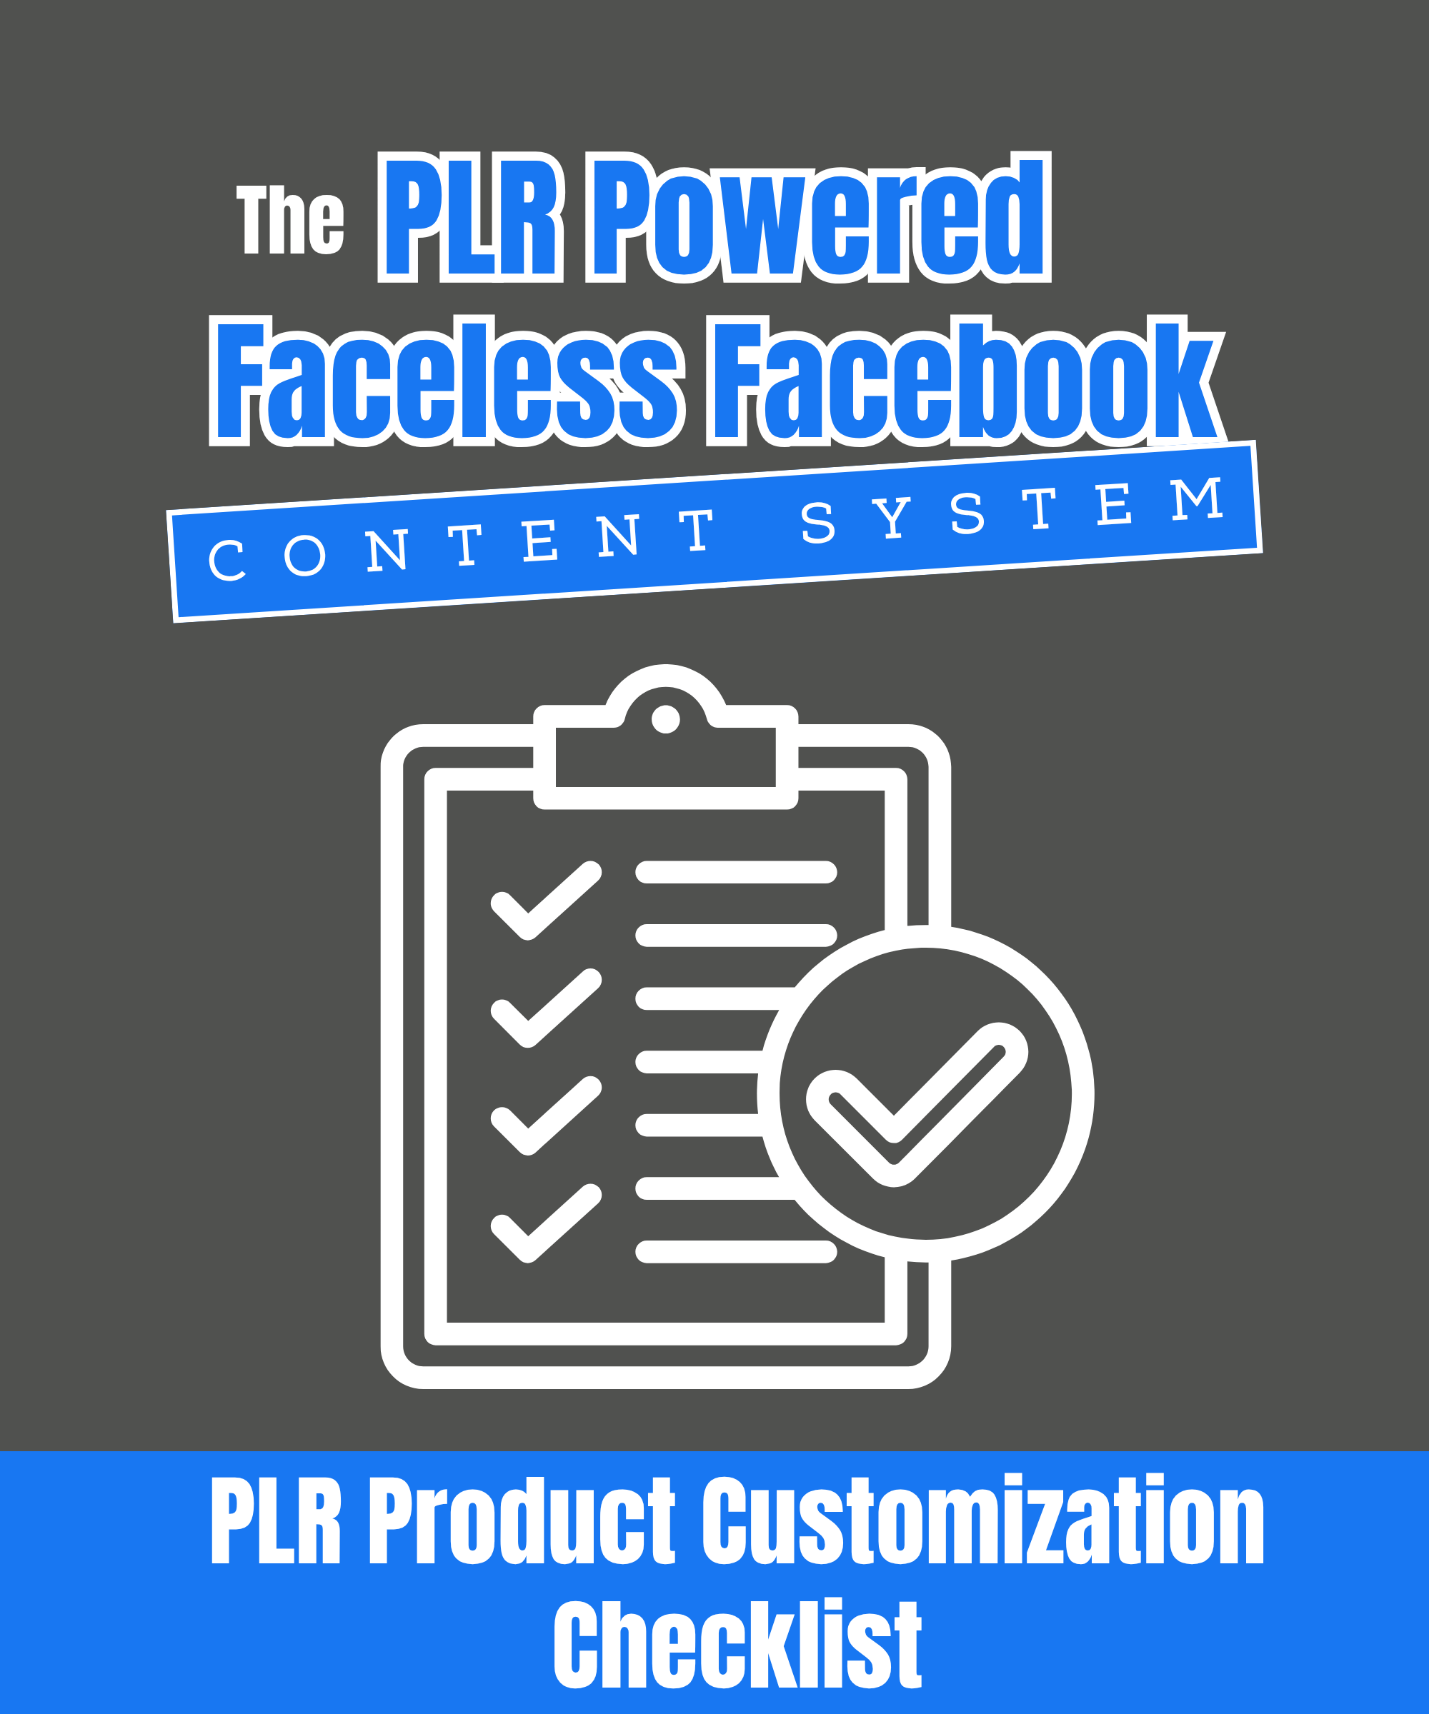 The PLR Powered
Faceless Facebook
CONTENT SYSTEM
PLR Product Customization
Checklist